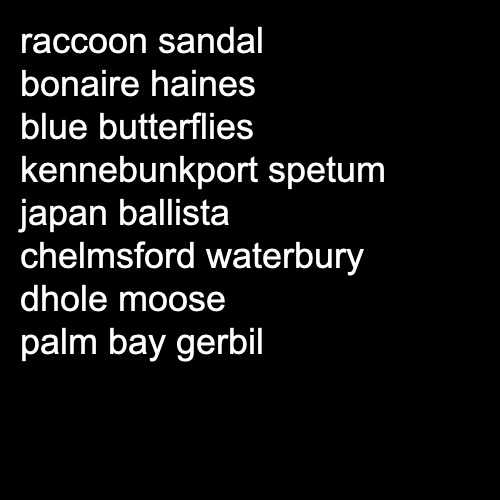 raccoon sandal
bonaire haines
blue butterflies
kennebunkport spetum
japan ballista
chelmsford waterbury
dhole moose
palm bay gerbil